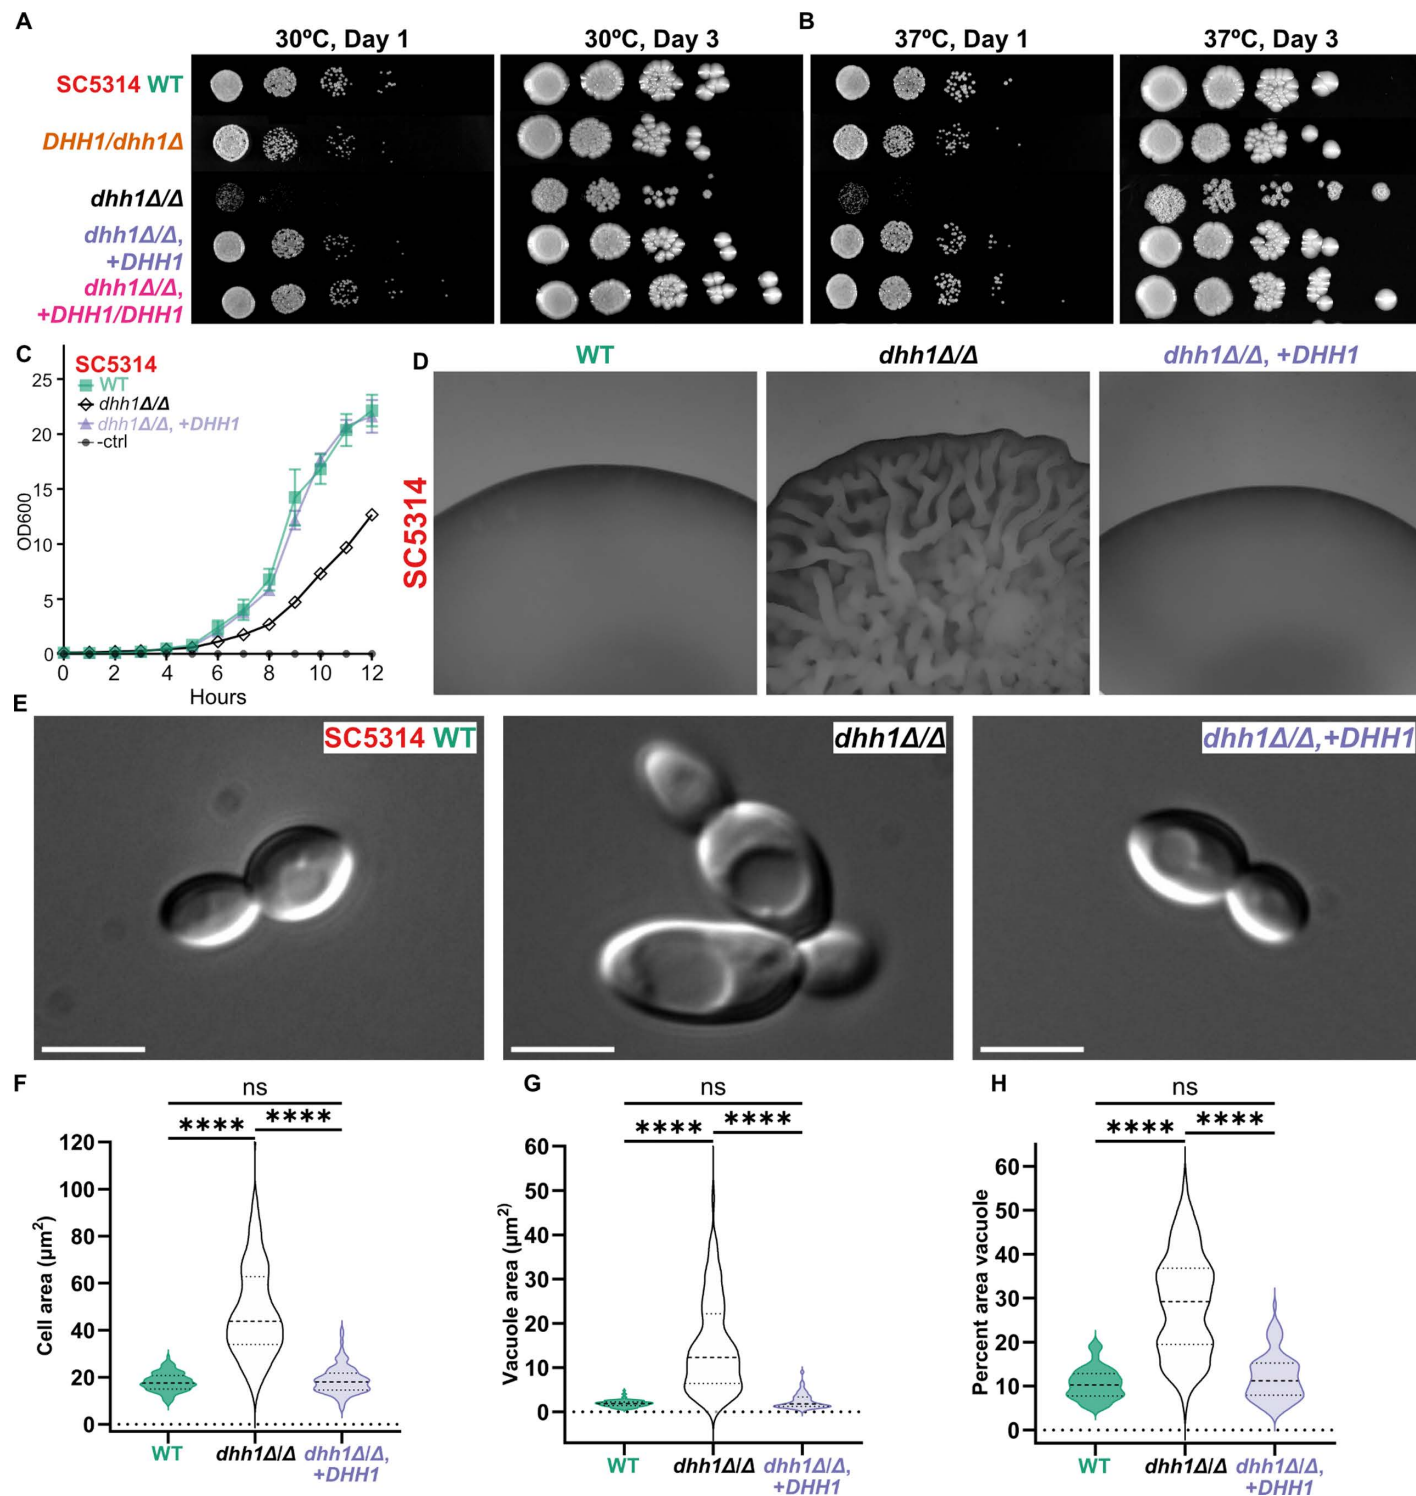 A
B
30ºC, Day 1
30ºC, Day 3
37ºC, Day 1
37ºC, Day 3
SC5314 WT
DHH1/dhh1Δ
dhh1Δ/Δ
dhh1Δ/Δ,
+DHH1
dhh1Δ/Δ,
+DHH1/DHH1
C
SC5314
WT
dhh1Δ/Δ
dhh1Δ/Δ, +DHH1
-ctrl
OD600
25
20
15
10
5
0
0 2 4 6 8 10 12
Hours
D
WT
dhh1Δ/Δ
dhh1Δ/Δ, +DHH1
SC5314
E
SC5314 WT
dhh1Δ/Δ
dhh1Δ/Δ,+DHH1
F
ns
**** ****
Cell area (µm²)
120
100
80
60
40
20
0
WT
dhh1Δ/Δ
dhh1Δ/Δ,
+DHH1
G
ns
**** ****
Vacuole area (µm²)
60
50
40
30
20
10
0
WT
dhh1Δ/Δ
dhh1Δ/Δ,
+DHH1
H
ns
**** ****
Percent area vacuole
60
50
40
30
20
10
0
WT
dhh1Δ/Δ
dhh1Δ/Δ,
+DHH1